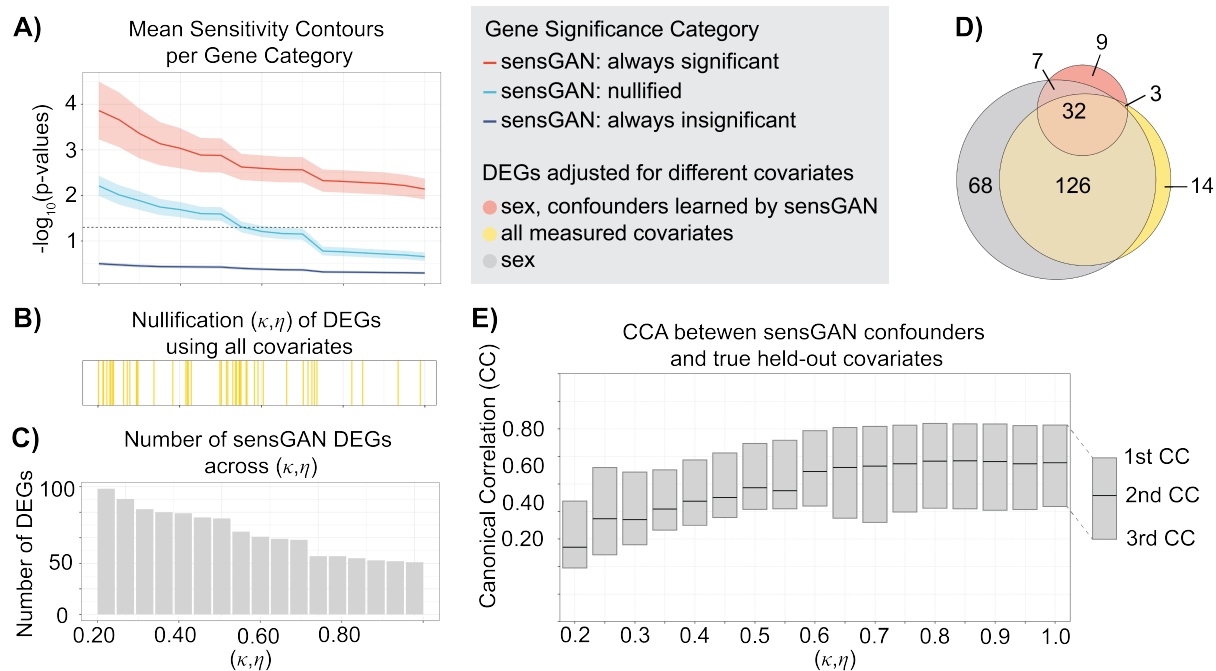 A)
Mean Sensitivity Contours
per Gene Category
-log10(p-values)
4
3
2
1
Gene Significance Category
sensGAN: always significant
sensGAN: nullified
sensGAN: always insignificant
DEGs adjusted for different covariates
sex, confounders learned by sensGAN
all measured covariates
sex
D)
9
7
3
32
68
126
14
B)
Nullification (κ,η) of DEGs
using all covariates
C)
Number of sensGAN DEGs
across (κ,η)
Number of DEGs
100
50
0
0.20 0.40 0.60 0.80
(κ,η)
E)
CCA betewen sensGAN confounders
and true held-out covariates
Canonical Correlation (CC)
0.80
0.60
0.40
0.20
0.2 0.3 0.4 0.5 0.6 0.7 0.8 0.9 1.0
(κ,η)
1st CC
2nd CC
3rd CC